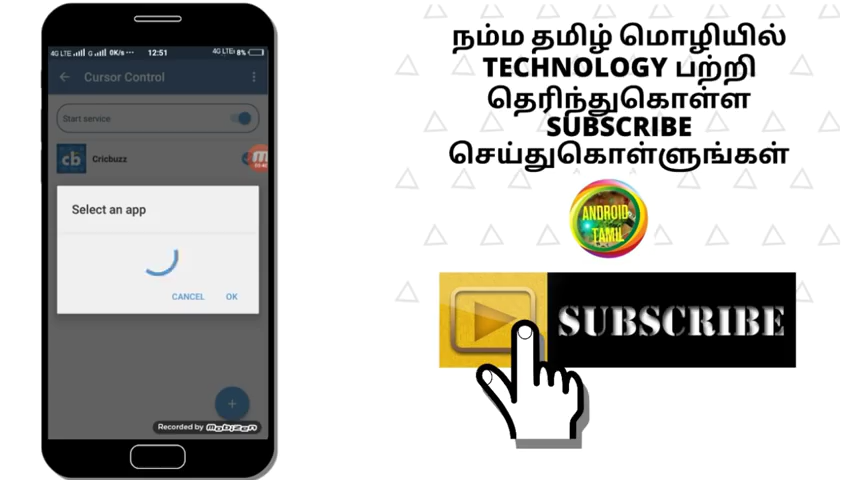 4G LTE G 0K/s ··· 12:51 4G LTE 8%
Cursor Control
Start service
cb Cricbuzz
Select an app
CANCEL OK
+
Recorded by Mobizen
நம்ம தமிழ் மொழியில்
TECHNOLOGY பற்றி
தெரிந்துகொள்ள
SUBSCRIBE
செய்துகொள்ளுங்கள்
ANDROID
TAMIL
SUBSCRIBE